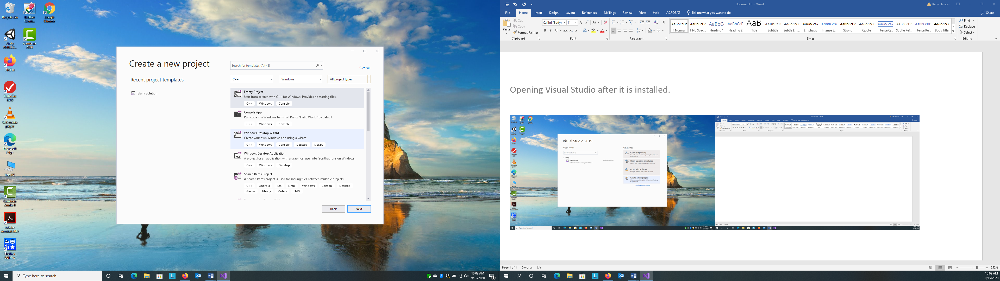 Recycle Bin
Brother Creati...
Google Chrome
Unity 2018.3.7...
Camtasia 2019
Firefox
TurboTax 2019
VLC media player
Microsoft Edge
This PC
Camtasia Studio 8
Adobe Acrobat 2017
Brother Utilities
Create a new project
Search for templates (Alt+S)
Clear all
Recent project templates
C++ Windows All project types
Blank Solution
Empty Project
Start from scratch with C++ for Windows. Provides no starting files.
C++ Windows Console
Console App
Run code in a Windows terminal. Prints "Hello World" by default.
C++ Windows Console
Windows Desktop Wizard
Create your own Windows app using a wizard.
C++ Windows Console Desktop Library
Windows Desktop Application
A project for an application with a graphical user interface that runs on Windows.
C++ Windows Desktop
Shared Items Project
A Shared Items project is used for sharing files between multiple projects.
C++ Android iOS Linux Windows Console Desktop
Games Library Mobile UWP
Back Next
Type here to search
10:02 AM
9/15/2020
Document1 - Word
Kelly Hinson
File Home Insert Design Layout References Mailings Review View Help ACROBAT Tell me what you want to do Share
Paste
Cut
Copy
Format Painter
Clipboard
Calibri (Body) 11
Font
Paragraph
AaBbCcDc AaBbCcDc AaBbCc AaBbCcD AaB AaBbCcD AaBbCcDc AaBbCcDc AaBbCcDc AaBbCcDc AaBbCcDc AaBbCcDc AaBbCcDc AaBbCcDc AaBbCcDc
¶ Normal ¶ No Spac... Heading 1 Heading 2 Title Subtitle Subtle Em... Emphasis Intense E... Strong Quote Intense Q... Subtle Ref... Intense Re... Book Title
Styles
Find
Replace
Select
Editing
Opening Visual Studio after it is installed.
Visual Studio 2019
Open recent
Get started
Clone a repository
Open a project or solution
Open a local folder
Create a new project
Continue without code
Page 1 of 1 0 words
252%
10:02 AM
9/15/2020